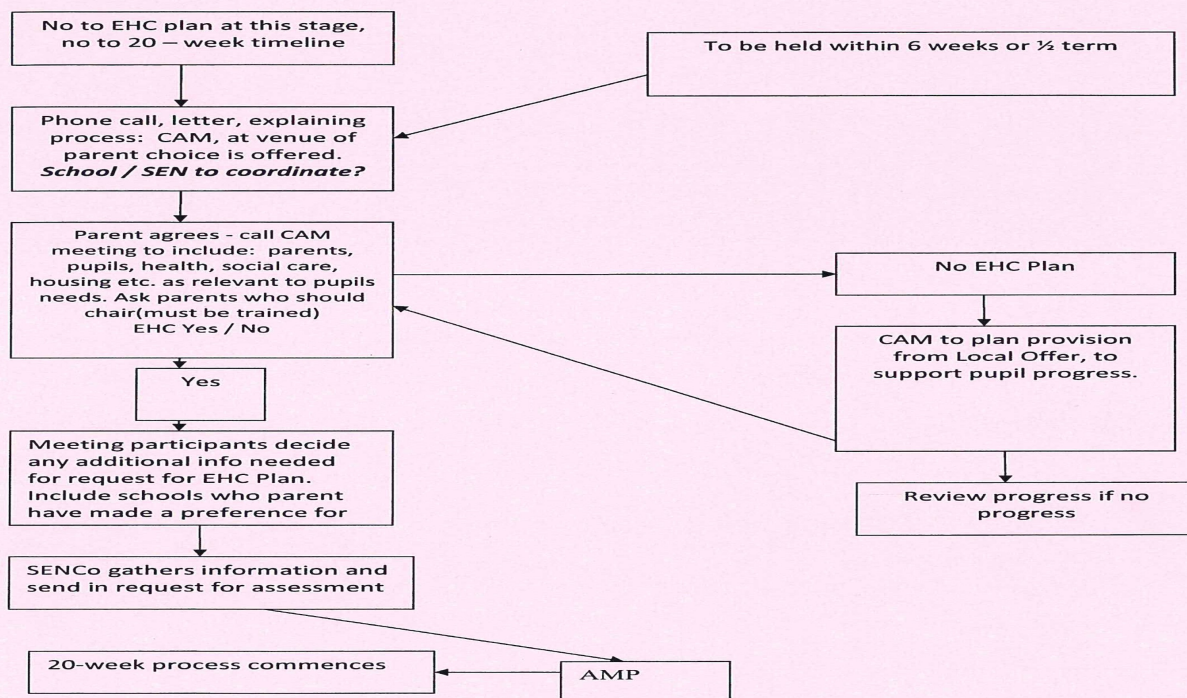 No to EHC plan at this stage,
no to 20 – week timeline
To be held within 6 weeks or ½ term
Phone call, letter, explaining
process:  CAM, at venue of
parent choice is offered.
School / SEN to coordinate?
Parent agrees - call CAM
meeting to include:  parents,
pupils, health, social care,
housing etc. as relevant to pupils
needs. Ask parents who should
chair(must be trained)
EHC Yes / No
No EHC Plan
CAM to plan provision
from Local Offer, to
support pupil progress.
Yes
Meeting participants decide
any additional info needed
for request for EHC Plan.
Include schools who parent
have made a preference for
Review progress if no
progress
SENCo gathers information and
send in request for assessment
20-week process commences
AMP